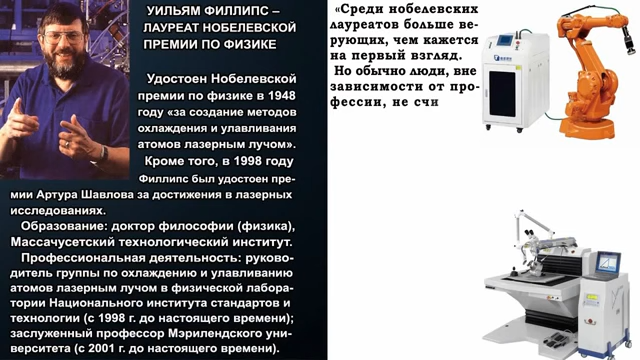 УИЛЬЯМ ФИЛЛИПС –
ЛАУРЕАТ НОБЕЛЕВСКОЙ
ПРЕМИИ ПО ФИЗИКЕ
Удостоен Нобелевской
премии по физике в 1948
году «за создание методов
охлаждения и улавливания
атомов лазерным лучом».
Кроме того, в 1998 году
Филлипс был удостоен пре-
мии Артура Шавлова за достижения в лазерных
исследованиях.
Образование: доктор философии (физика),
Массачусетский технологический институт.
Профессиональная деятельность: руково-
дитель группы по охлаждению и улавливанию
атомов лазерным лучом в физической лабора-
тории Национального института стандартов и
технологии (с 1998 г. до настоящего времени);
заслуженный профессор Мэрилендского уни-
верситета (с 2001 г. до настоящего времени).
«Среди нобелевских
лауреатов больше ве-
рующих, чем кажется
на первый взгляд.
Но обычно люди, вне
зависимости от про-
фессии, не счи